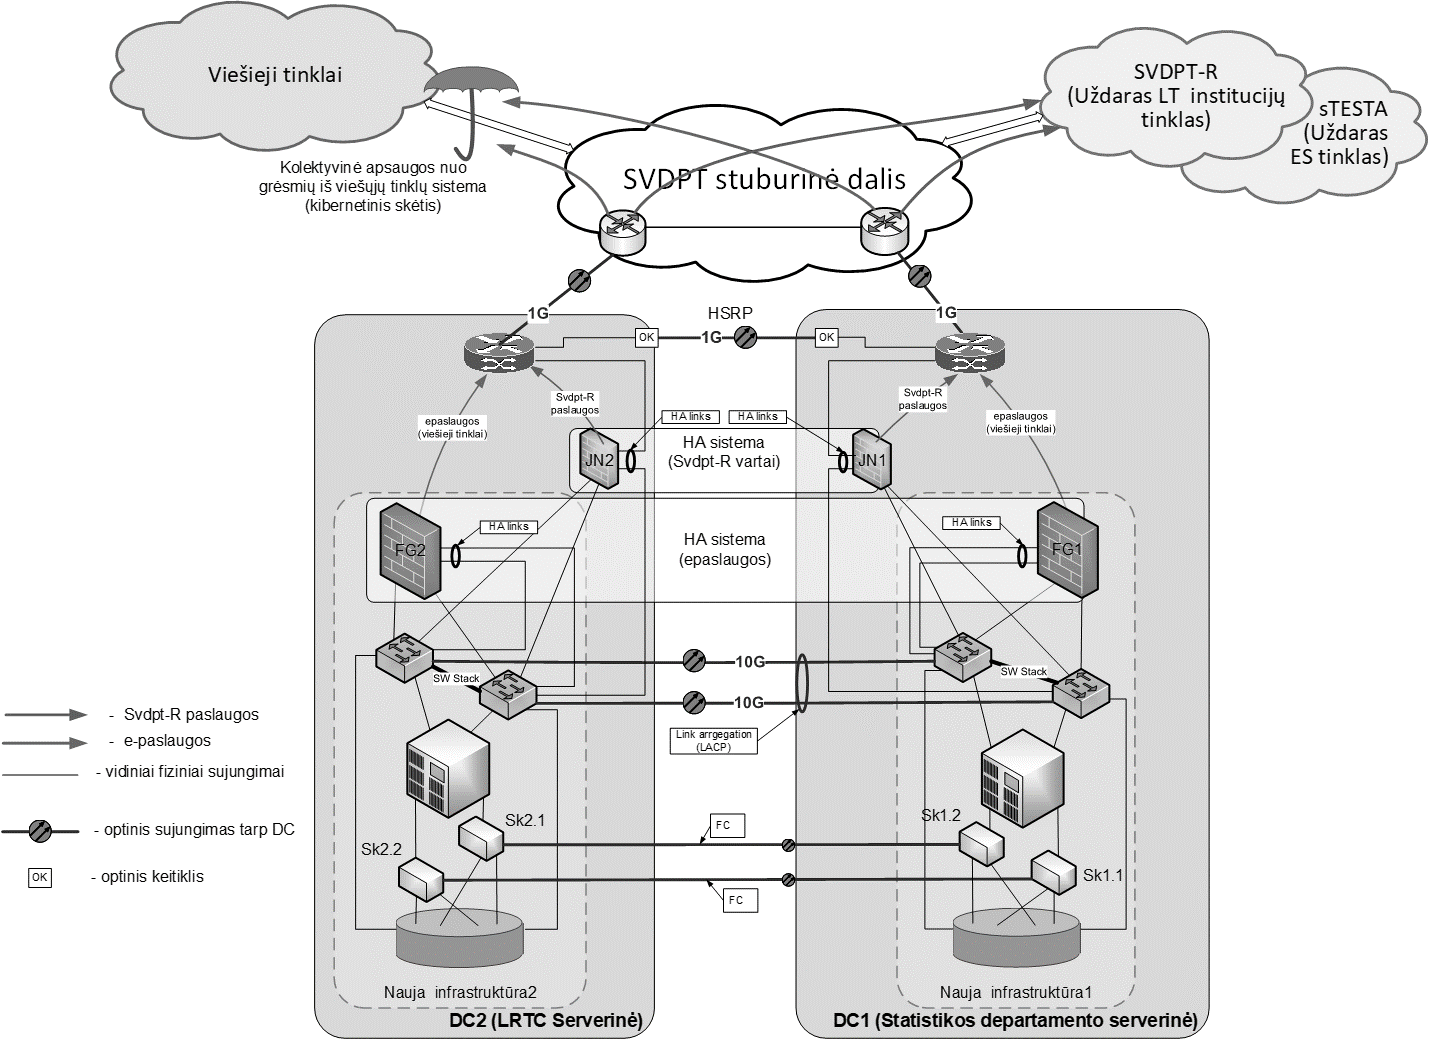 Viešieji tinklai
SVDPT-R
(Uždaras LT institucijų
tinklas)
sTESTA
(Uždaras
ES tinklas)
Kolektyvinė apsaugos nuo
grėsmių iš viešųjų tinklų sistema
(kibernetinis skėtis)
SVDPT stuburinė dalis
1G
1G
HSRP
OK
1G
OK
Svdpt-R
paslaugos
Svdpt-R
paslaugos
epaslaugos
(viešieji tinklai)
epaslaugos
(viešieji tinklai)
HA links
HA links
JN2
HA sistema
(Svdpt-R vartai)
JN1
HA links
HA links
FG2
HA sistema
(epaslaugos)
FG1
10G
SW Stack
SW Stack
10G
Link arrgegation
(LACP)
- Svdpt-R paslaugos
- e-paslaugos
- vidiniai fiziniai sujungimai
- optinis sujungimas tarp DC
OK
- optinis keitiklis
Sk2.1
Sk2.2
FC
FC
Sk1.2
Sk1.1
Nauja infrastruktūra2
Nauja infrastruktūra1
DC2 (LRTC Serverinė)
DC1 (Statistikos departamento serverinė)